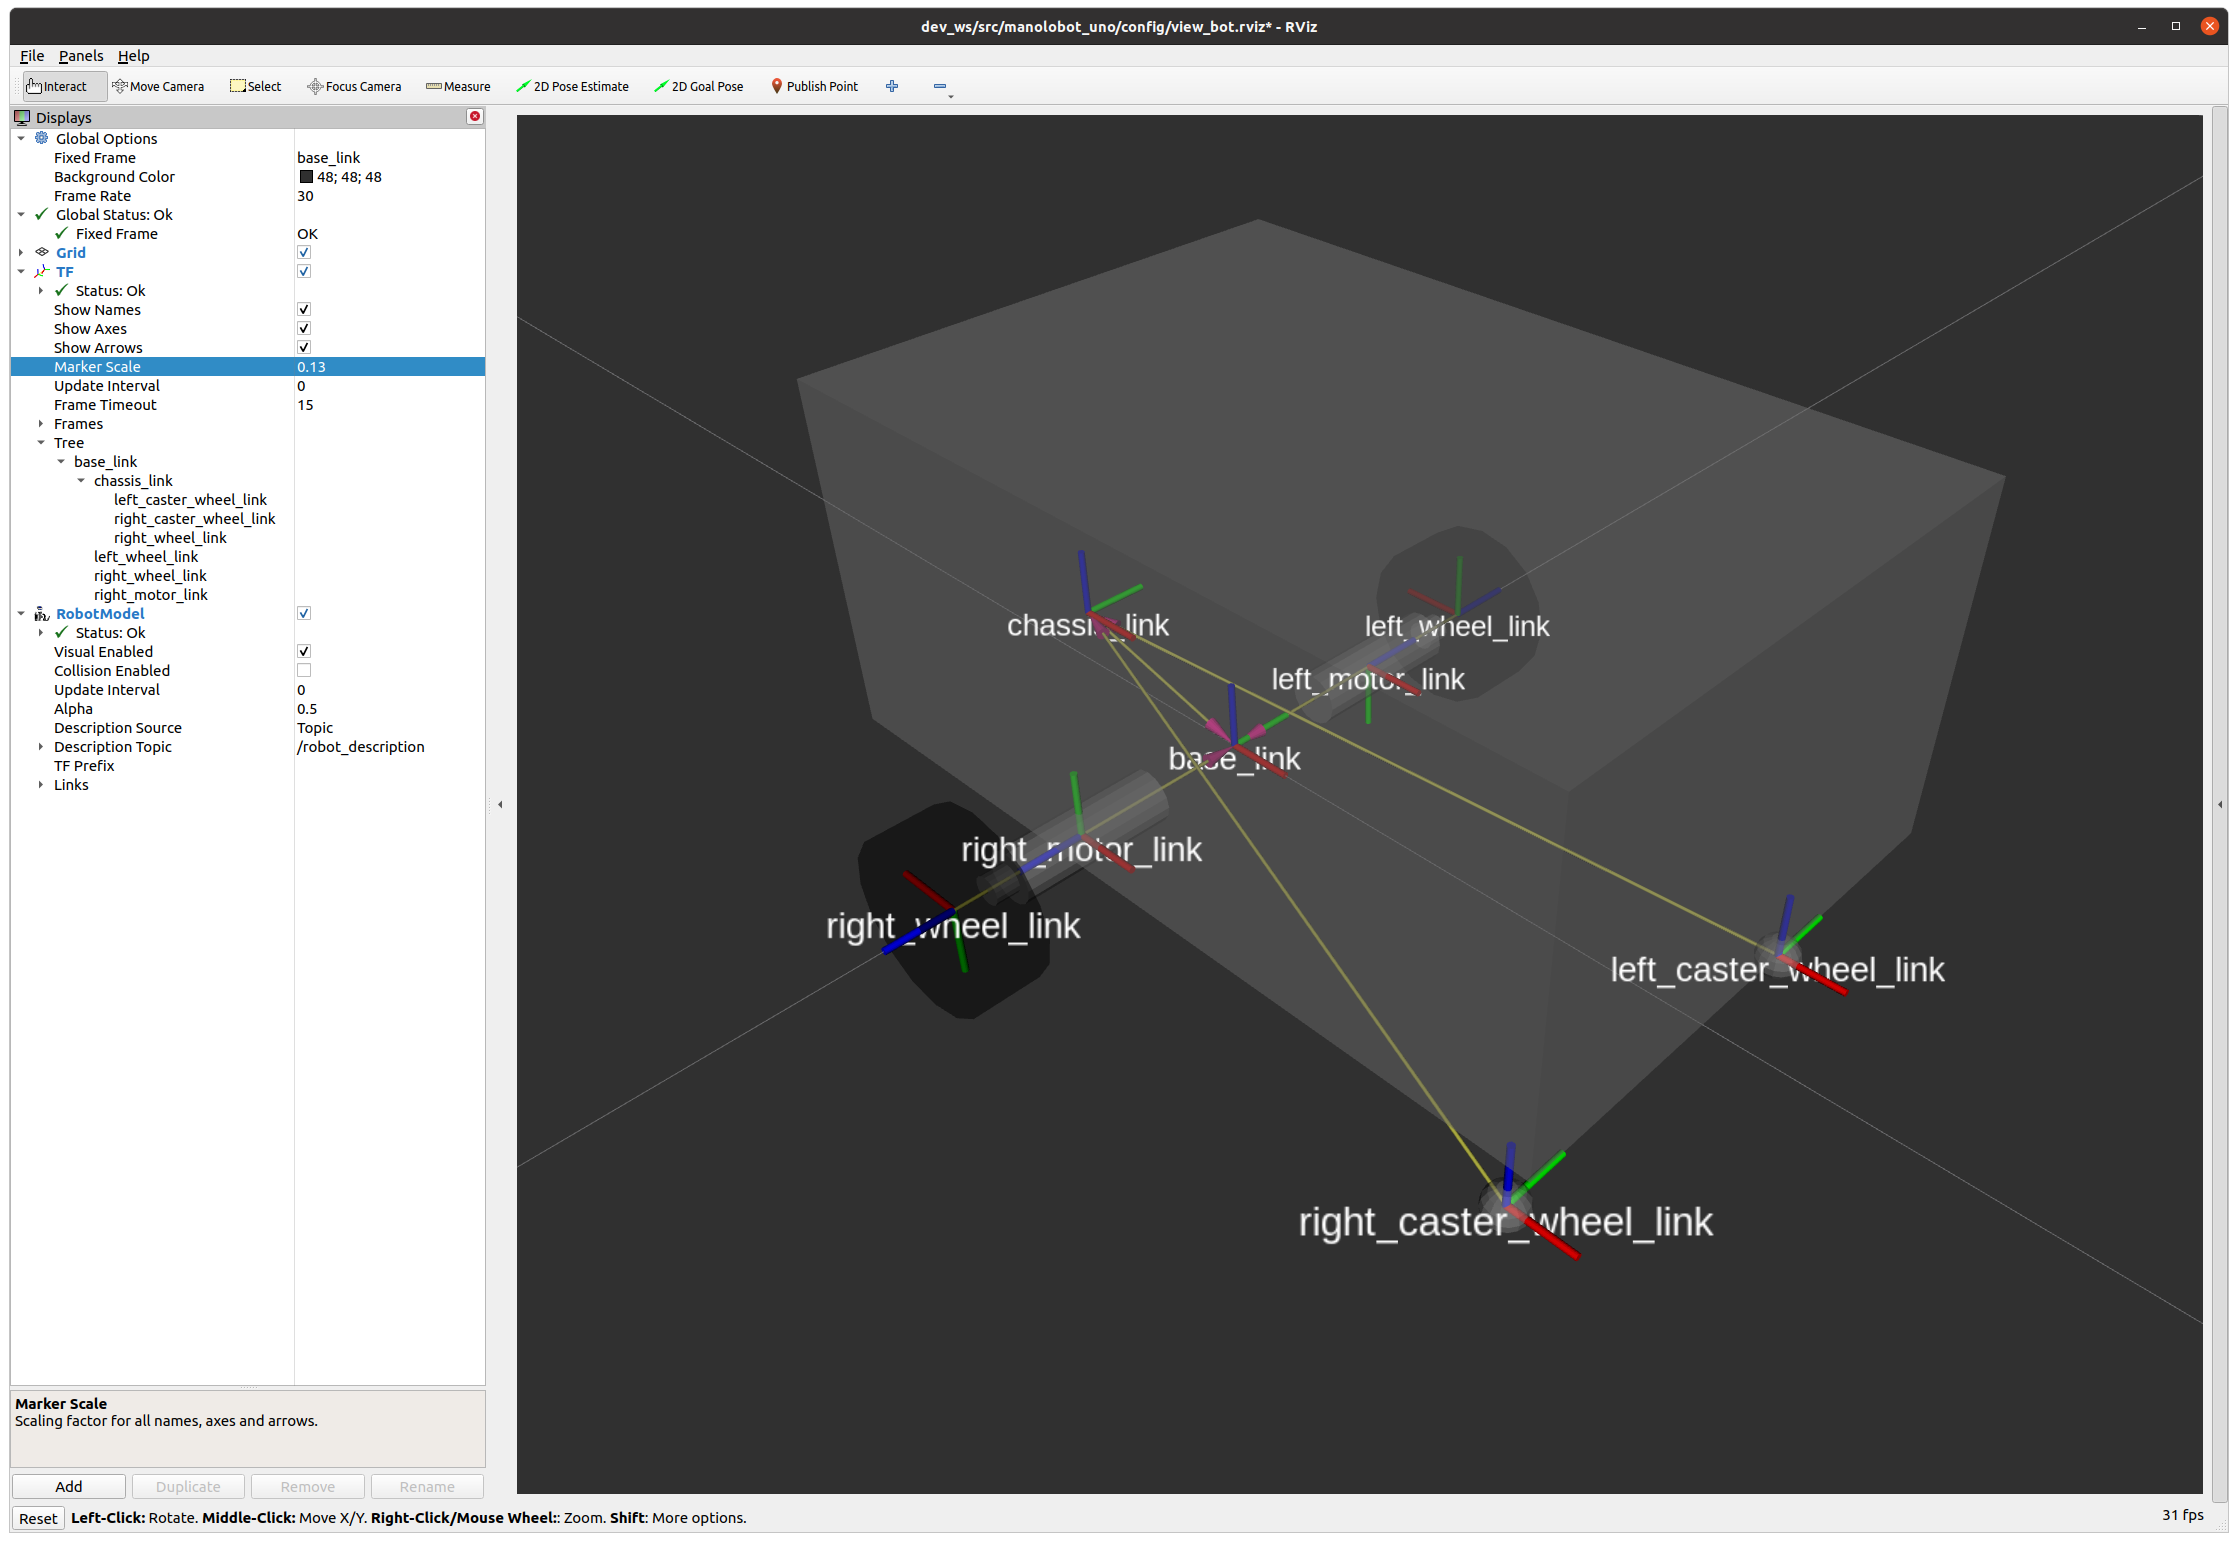 dev_ws/src/manolobot_uno/config/view_bot.rviz* - RViz
File Panels Help
Interact Move Camera Select Focus Camera Measure 2D Pose Estimate 2D Goal Pose Publish Point
Displays
Global Options
Fixed Frame base_link
Background Color 48; 48; 48
Frame Rate 30
Global Status: Ok
Fixed Frame OK
Grid
TF
Status: Ok
Show Names
Show Axes
Show Arrows
Marker Scale 0.13
Update Interval 0
Frame Timeout 15
Frames
Tree
base_link
chassis_link
left_caster_wheel_link
right_caster_wheel_link
right_wheel_link
left_wheel_link
right_wheel_link
right_motor_link
RobotModel
Status: Ok
Visual Enabled
Collision Enabled
Update Interval 0
Alpha 0.5
Description Source Topic
Description Topic /robot_description
TF Prefix
Links
chassis_link
left_wheel_link
left_motor_link
base_link
right_motor_link
right_wheel_link
left_caster_wheel_link
right_caster_wheel_link
Marker Scale
Scaling factor for all names, axes and arrows.
Add Duplicate Remove Rename
Reset Left-Click: Rotate. Middle-Click: Move X/Y. Right-Click/Mouse Wheel:: Zoom. Shift: More options. 31 fps